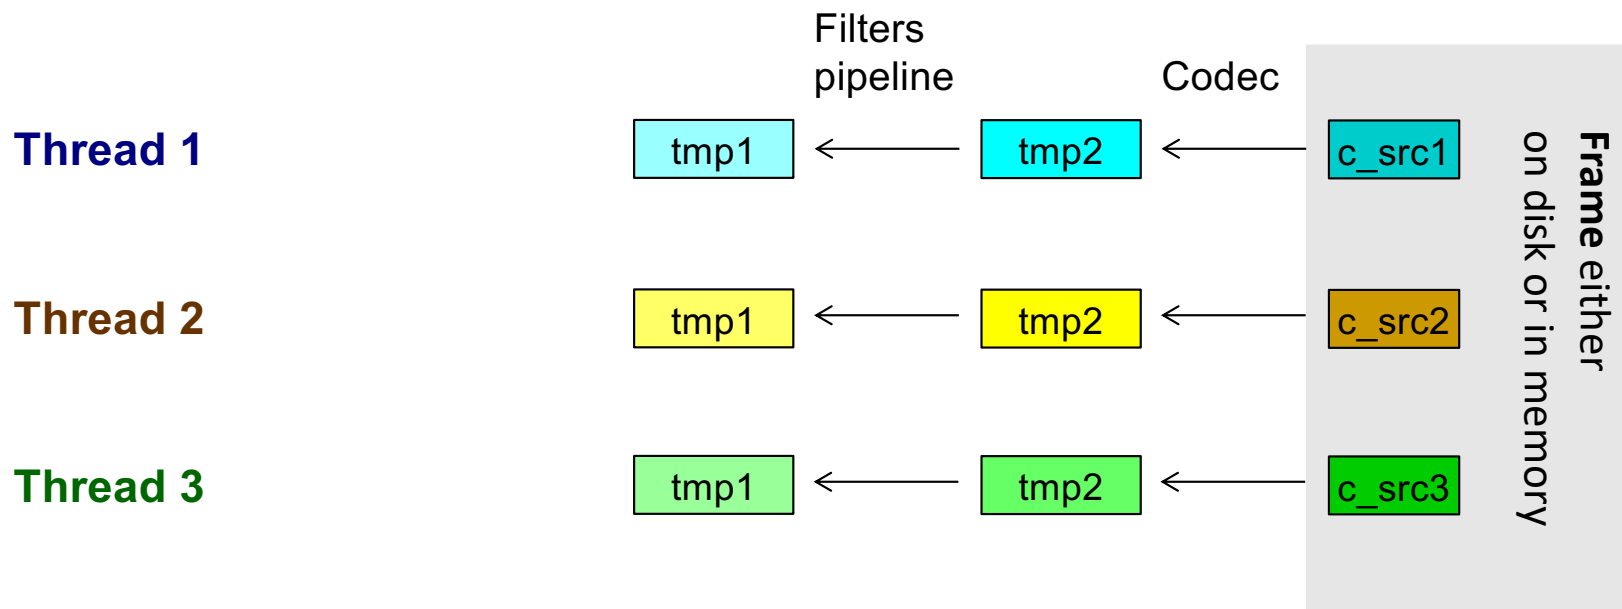 Filters
pipeline
Codec
Thread 1
tmp1
tmp2
c_src1
Thread 2
tmp1
tmp2
c_src2
Thread 3
tmp1
tmp2
c_src3
Frame either
on disk or in memory